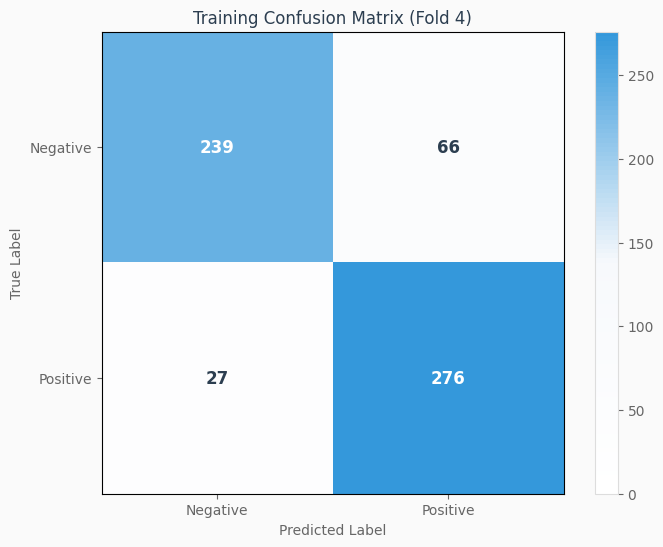 Training Confusion Matrix (Fold 4)
True Label
Negative
239
66
Positive
27
276
Negative
Positive
Predicted Label
250
200
150
100
50
0